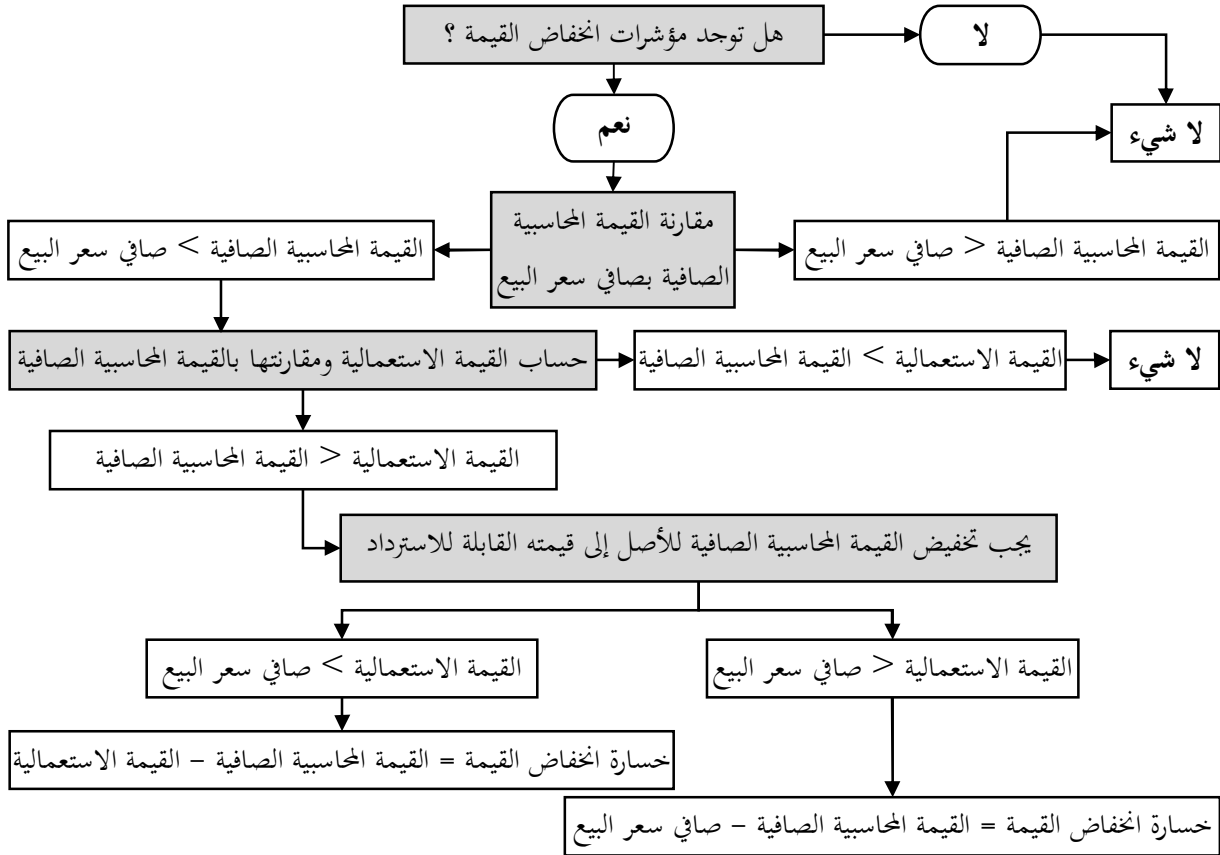 هل توجد مؤشرات انخفاض القيمة ؟
لا
نعم
لا شيء
مقارنة القيمة المحاسبية
الصافية بصافي سعر البيع
القيمة المحاسبية الصافية < صافي سعر البيع
القيمة المحاسبية الصافية > صافي سعر البيع
حساب القيمة الاستعمالية ومقارنتها بالقيمة المحاسبية الصافية
القيمة الاستعمالية > القيمة المحاسبية الصافية
لا شيء
القيمة الاستعمالية < القيمة المحاسبية الصافية
يجب تخفيض القيمة المحاسبية الصافية للأصل إلى قيمته القابلة للاسترداد
القيمة الاستعمالية < صافي سعر البيع
القيمة الاستعمالية > صافي سعر البيع
خسارة انخفاض القيمة = القيمة المحاسبية الصافية – القيمة الاستعمالية
خسارة انخفاض القيمة = القيمة المحاسبية الصافية – صافي سعر البيع